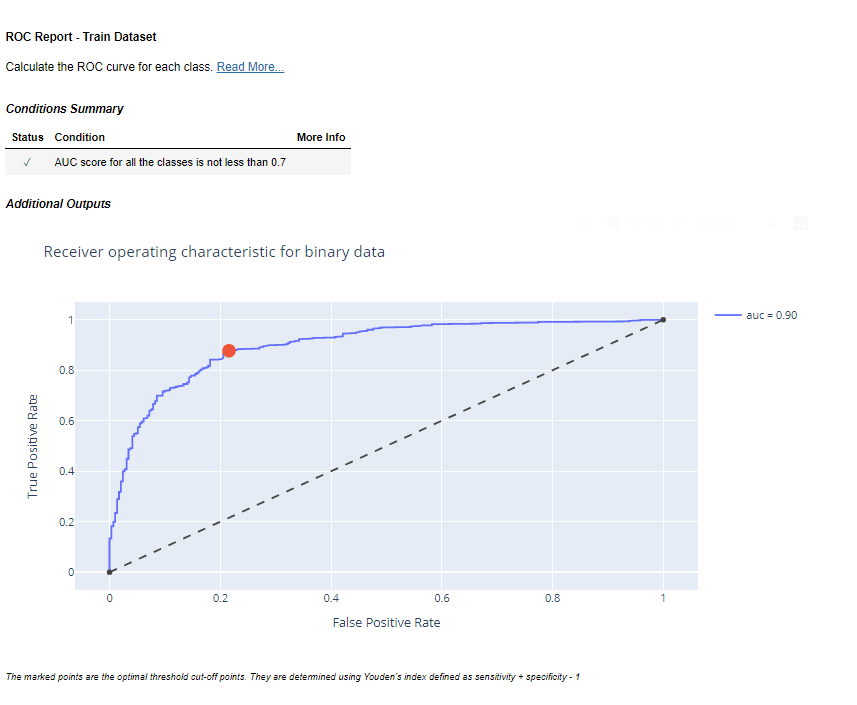 ROC Report - Train Dataset
Calculate the ROC curve for each class. Read More...
Conditions Summary
Status Condition More Info
✓ AUC score for all the classes is not less than 0.7
Additional Outputs
Receiver operating characteristic for binary data
auc = 0.90
1
0.8
0.6
0.4
0.2
0
True Positive Rate
0 0.2 0.4 0.6 0.8 1
False Positive Rate
The marked points are the optimal threshold cut-off points. They are determined using Youden's index defined as sensitivity + specificity - 1